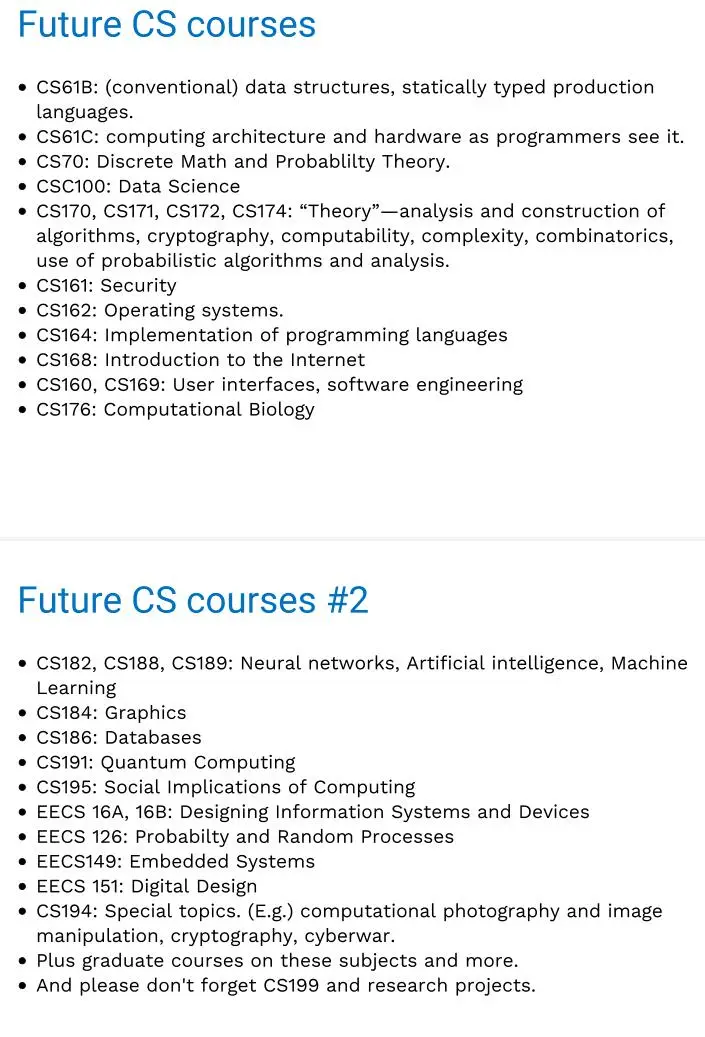 Future CS courses
• CS61B: (conventional) data structures, statically typed production
languages.
• CS61C: computing architecture and hardware as programmers see it.
• CS70: Discrete Math and Probablilty Theory.
• CSC100: Data Science
• CS170, CS171, CS172, CS174: “Theory”—analysis and construction of
algorithms, cryptography, computability, complexity, combinatorics,
use of probabilistic algorithms and analysis.
• CS161: Security
• CS162: Operating systems.
• CS164: Implementation of programming languages
• CS168: Introduction to the Internet
• CS160, CS169: User interfaces, software engineering
• CS176: Computational Biology
Future CS courses #2
• CS182, CS188, CS189: Neural networks, Artificial intelligence, Machine
Learning
• CS184: Graphics
• CS186: Databases
• CS191: Quantum Computing
• CS195: Social Implications of Computing
• EECS 16A, 16B: Designing Information Systems and Devices
• EECS 126: Probabilty and Random Processes
• EECS149: Embedded Systems
• EECS 151: Digital Design
• CS194: Special topics. (E.g.) computational photography and image
manipulation, cryptography, cyberwar.
• Plus graduate courses on these subjects and more.
• And please don't forget CS199 and research projects.